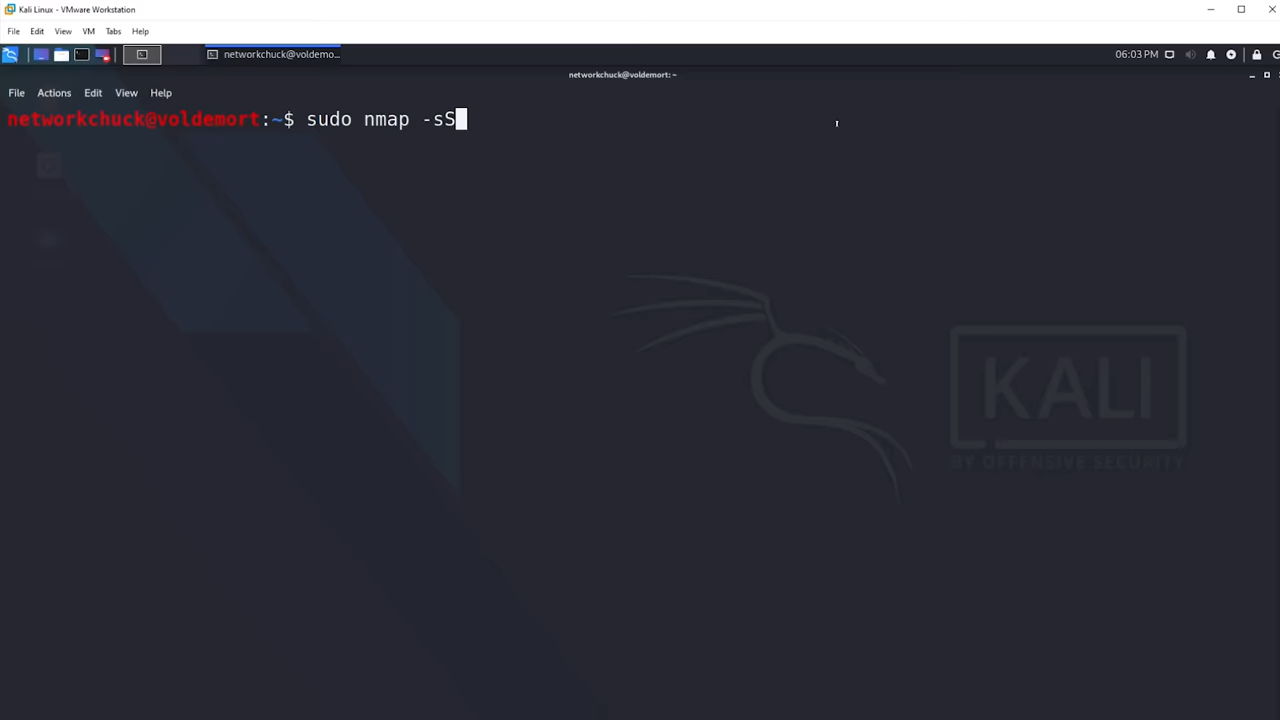 Kali Linux - VMware Workstation
File Edit View VM Tabs Help
networkchuck@voldemo... 06:03 PM
networkchuck@voldemort: ~
File Actions Edit View Help
networkchuck@voldemort:~$ sudo nmap -sS
KALI
BY OFFENSIVE SECURITY